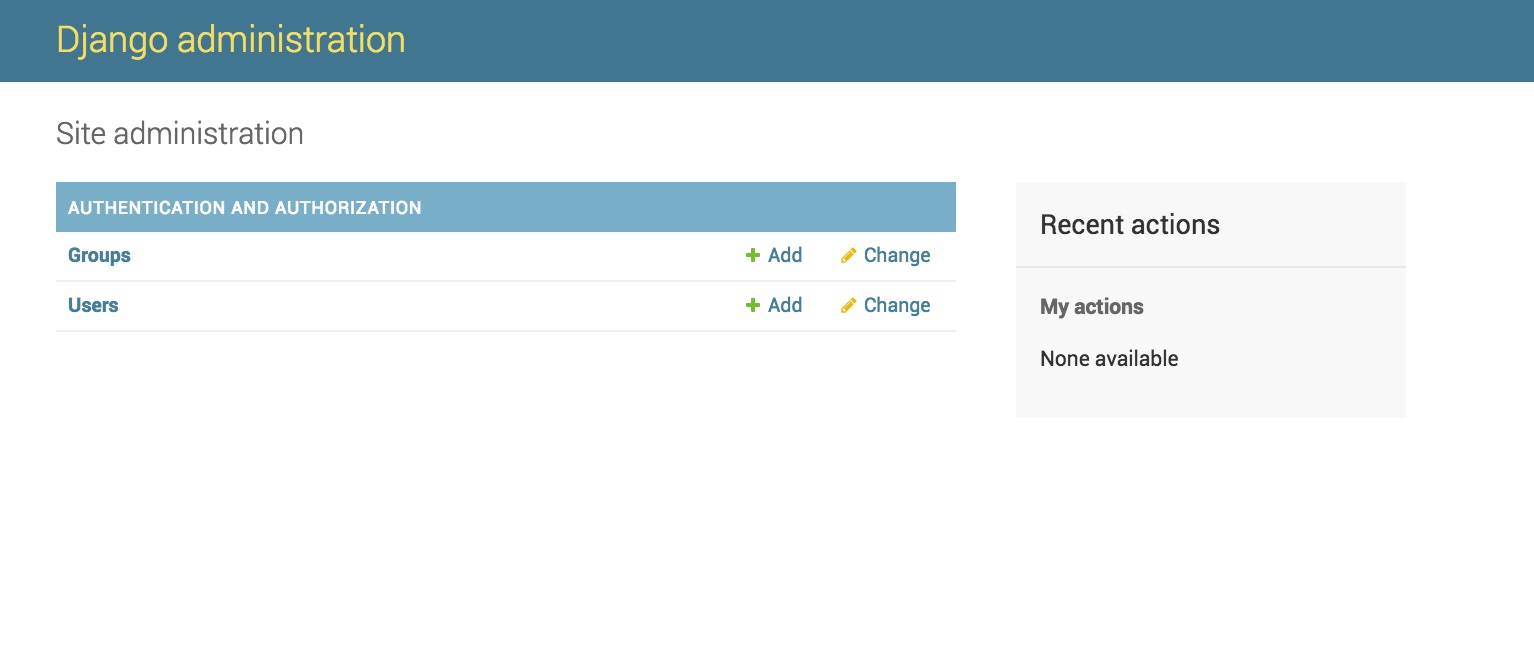 Django administration
Site administration
AUTHENTICATION AND AUTHORIZATION
Groups Add Change
Users Add Change
Recent actions
My actions
None available